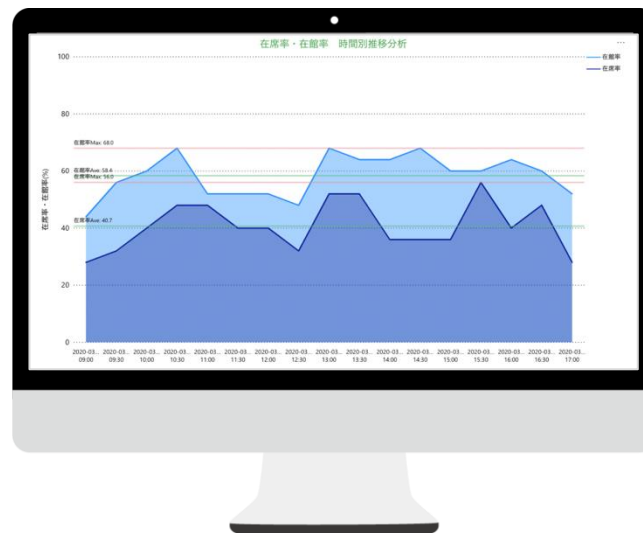 在席率・在館率　時間別推移分析
...
在館率
在席率
在席率・在館率(%)
100
80
60
40
20
0
在館率Max: 68.0
在館率Ave: 58.4
在席率Max: 56.0
在席率Ave: 40.7
2020-03... 2020-03... 2020-03... 2020-03... 2020-03... 2020-03... 2020-03... 2020-03... 2020-03... 2020-03... 2020-03... 2020-03... 2020-03... 2020-03... 2020-03... 2020-03... 2020-03...
09:00 09:30 10:00 10:30 11:00 11:30 12:00 12:30 13:00 13:30 14:00 14:30 15:00 15:30 16:00 16:30 17:00